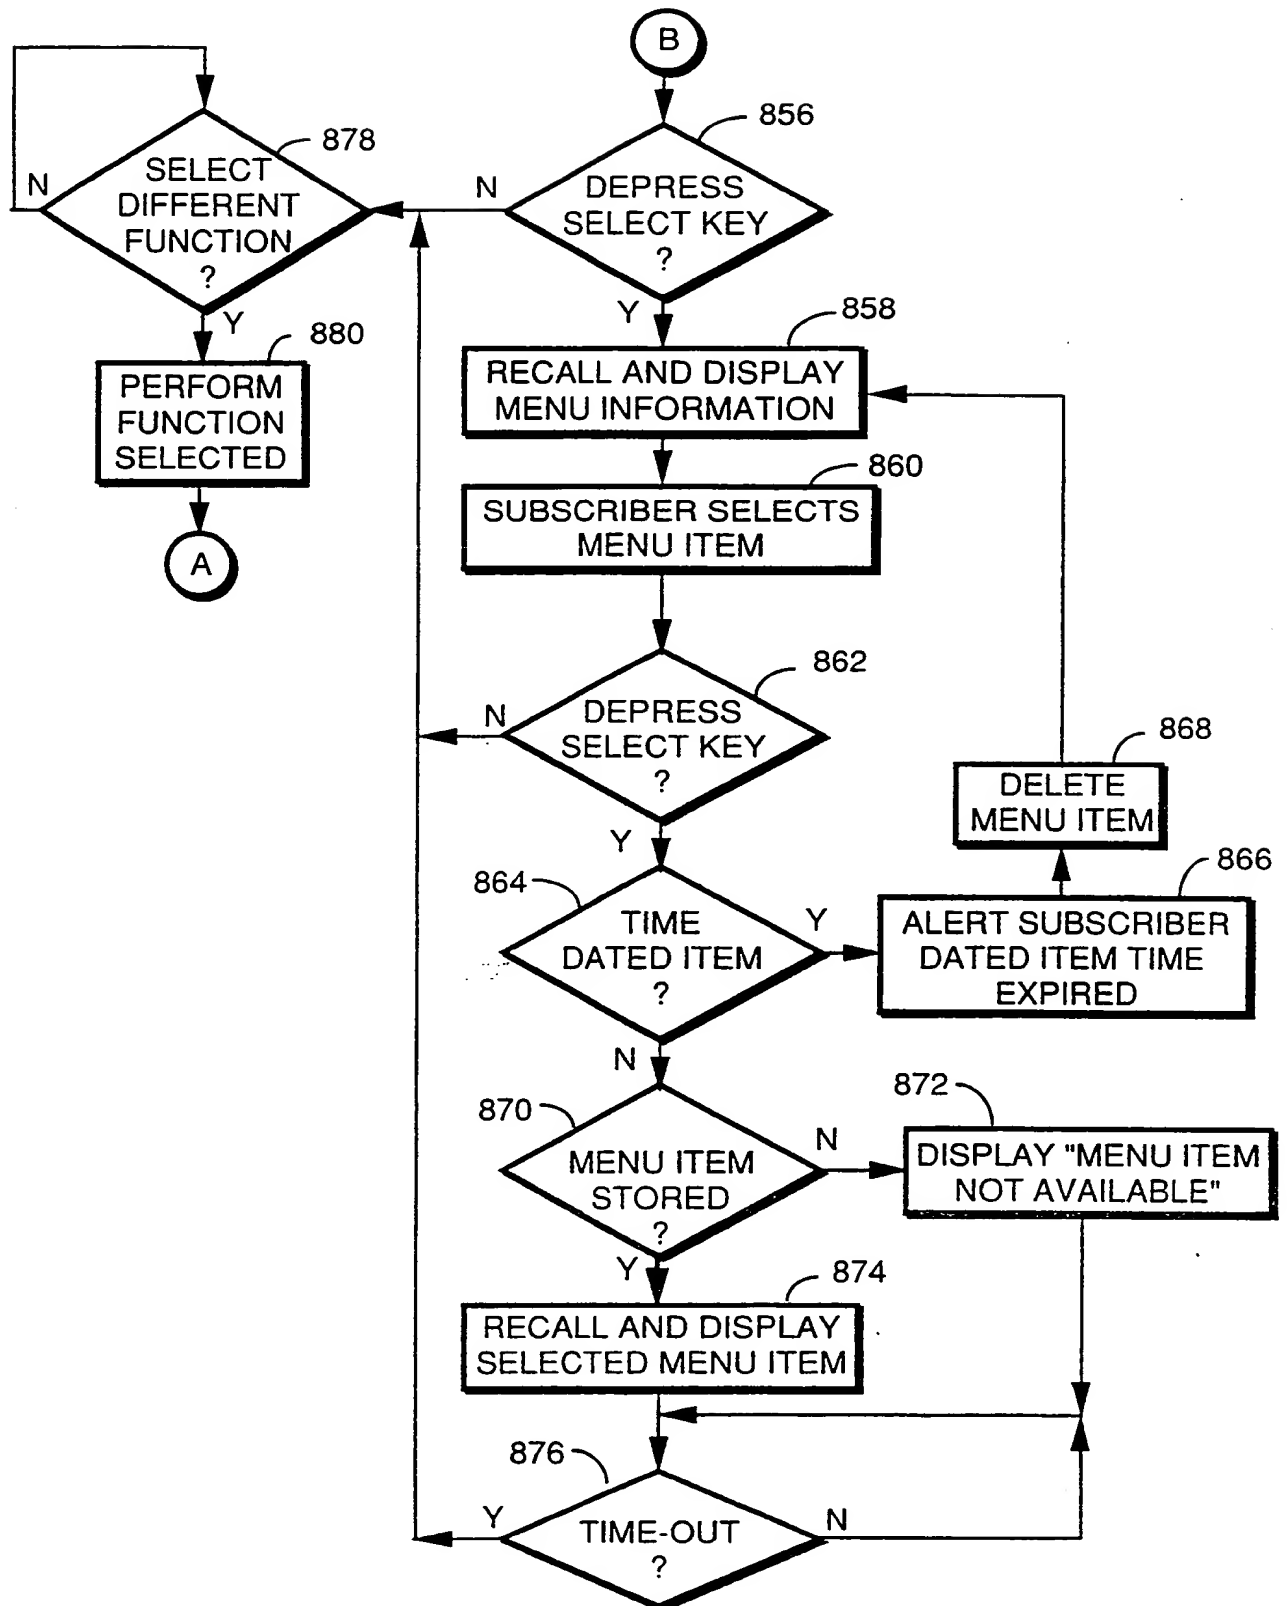 B
856
DEPRESS
SELECT KEY
?
N
Y
878
SELECT
DIFFERENT
FUNCTION
?
N
Y
880
PERFORM
FUNCTION
SELECTED
A
858
RECALL AND DISPLAY
MENU INFORMATION
860
SUBSCRIBER SELECTS
MENU ITEM
862
DEPRESS
SELECT KEY
?
N
Y
864
TIME
DATED ITEM
?
Y
N
868
DELETE
MENU ITEM
866
ALERT SUBSCRIBER
DATED ITEM TIME
EXPIRED
870
MENU ITEM
STORED
?
N
Y
872
DISPLAY "MENU ITEM
NOT AVAILABLE"
874
RECALL AND DISPLAY
SELECTED MENU ITEM
876
TIME-OUT
?
Y
N